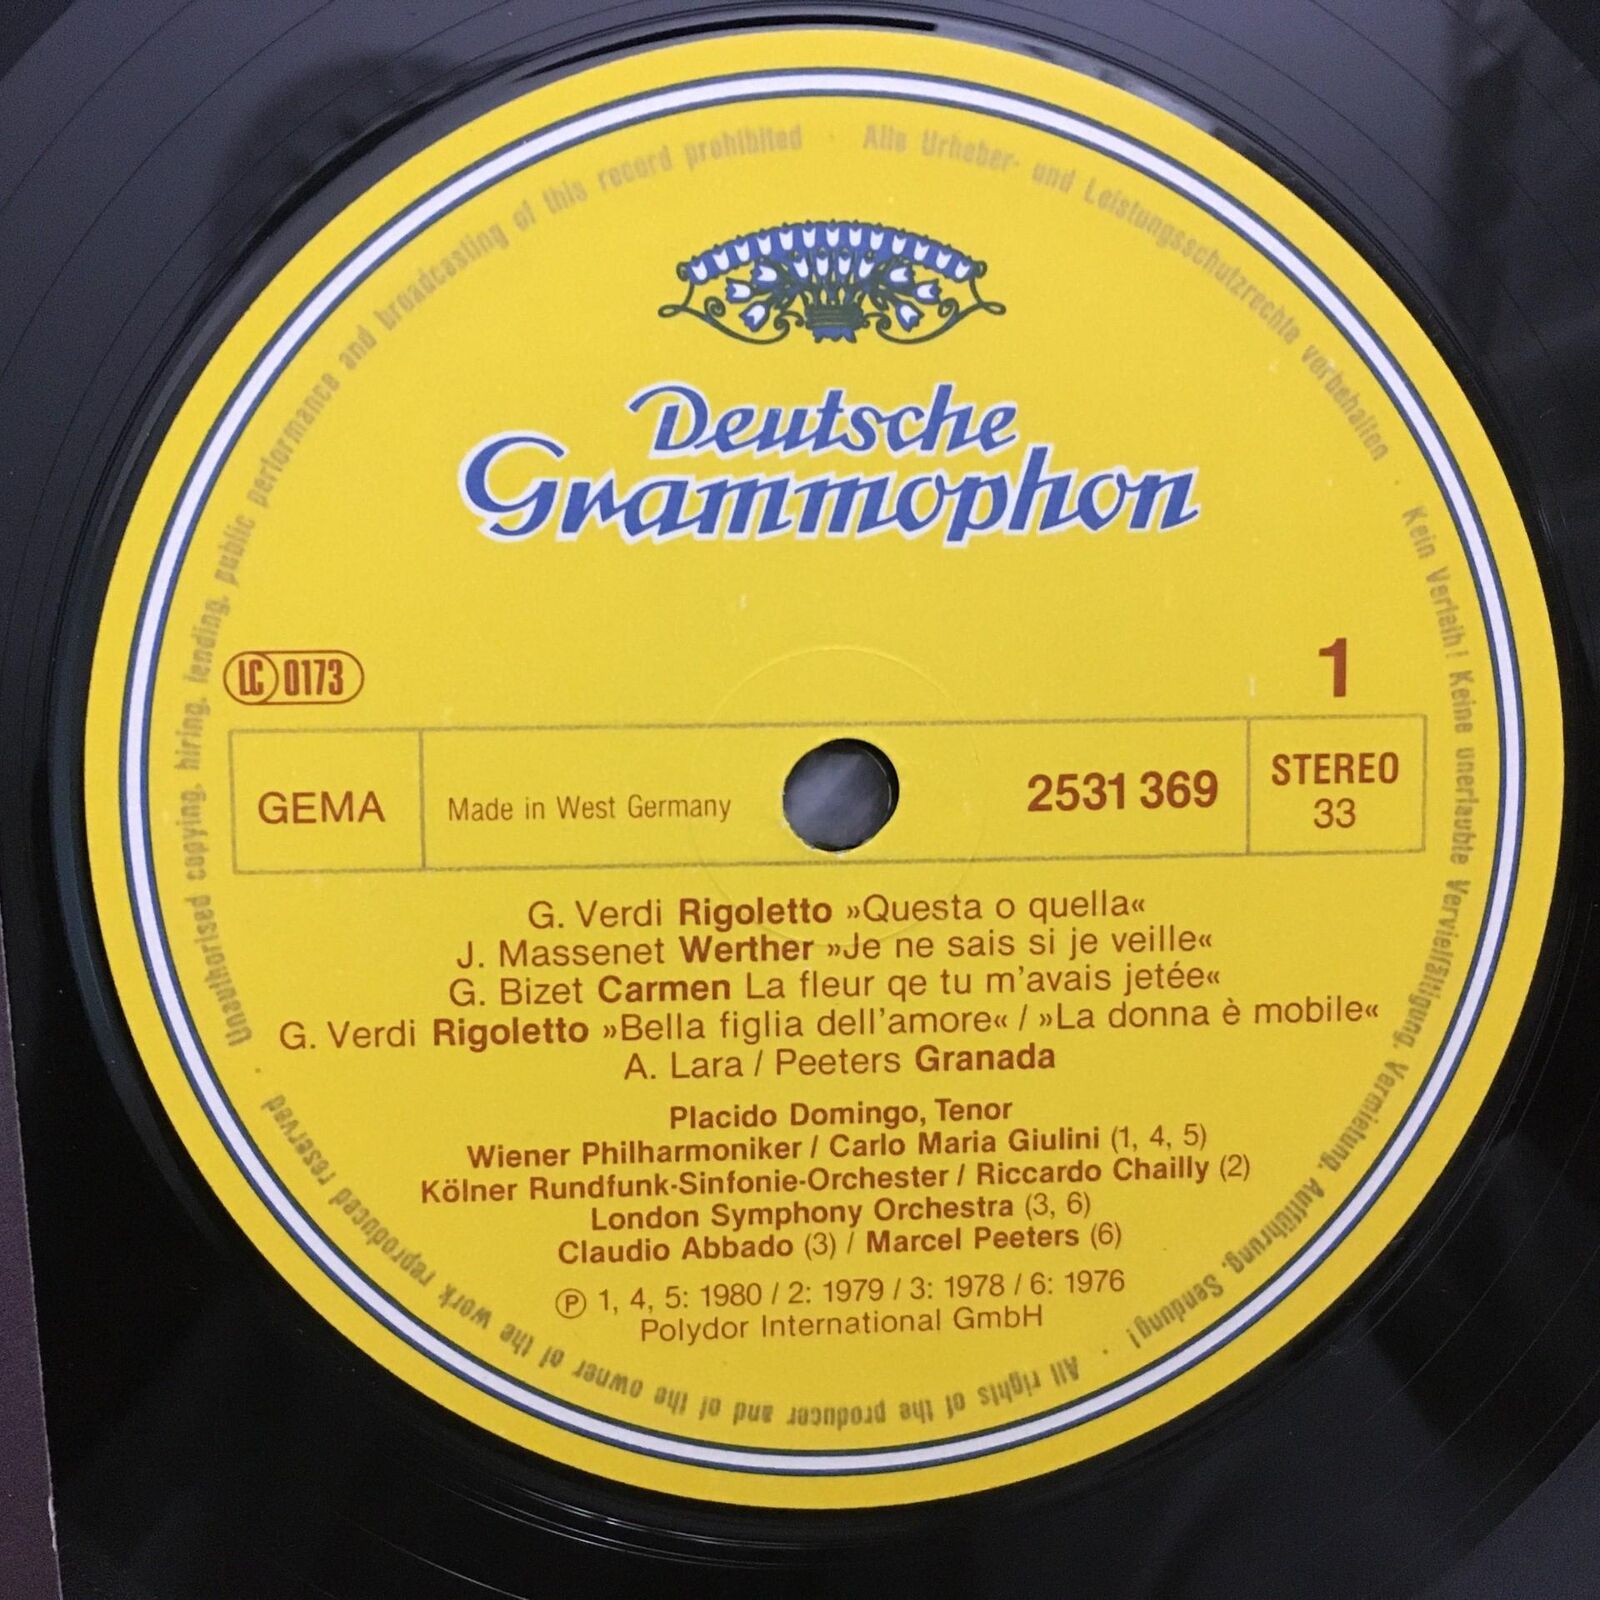 Alle Urheber- und Leistungsschutzrechte vorbehalten · Kein Verleih! Keine unerlaubte Vervielfältigung, Vermietung, Aufführung, Sendung! ·
All rights of the producer and of the owner of the work reproduced reserved ·
Unauthorised copying, hiring, lending, public performance and broadcasting of this record prohibited ·
Deutsche
Grammophon
LC 0173
1
GEMA
Made in West Germany
2531 369
STEREO
33
G. Verdi Rigoletto »Questa o quella«
J. Massenet Werther »Je ne sais si je veille«
G. Bizet Carmen La fleur qe tu m'avais jetée«
G. Verdi Rigoletto »Bella figlia dell'amore« / »La donna è mobile«
A. Lara / Peeters Granada
Placido Domingo, Tenor
Wiener Philharmoniker / Carlo Maria Giulini (1, 4, 5)
Kölner Rundfunk-Sinfonie-Orchester / Riccardo Chailly (2)
London Symphony Orchestra (3, 6)
Claudio Abbado (3) / Marcel Peeters (6)
Ⓟ 1, 4, 5: 1980 / 2: 1979 / 3: 1978 / 6: 1976
Polydor International GmbH